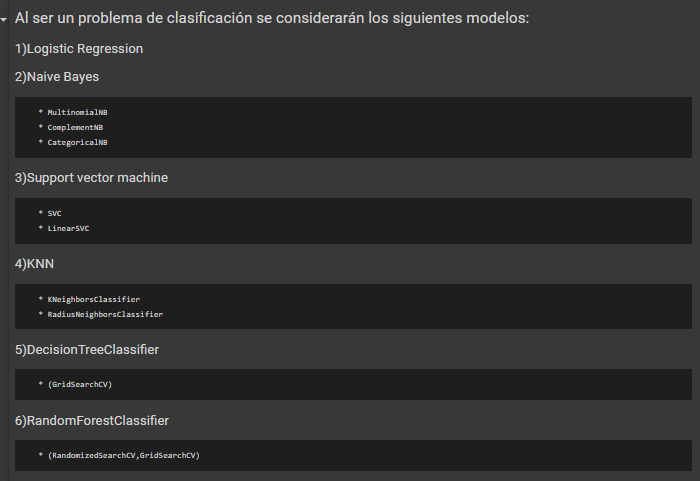 Al ser un problema de clasificación se considerarán los siguientes modelos:
1)Logistic Regression
2)Naive Bayes
* MultinomialNB
* ComplementNB
* CategoricalNB
3)Support vector machine
* SVC
* LinearSVC
4)KNN
* KNeighborsClassifier
* RadiusNeighborsClassifier
5)DecisionTreeClassifier
* (GridSearchCV)
6)RandomForestClassifier
* (RandomizedSearchCV,GridSearchCV)